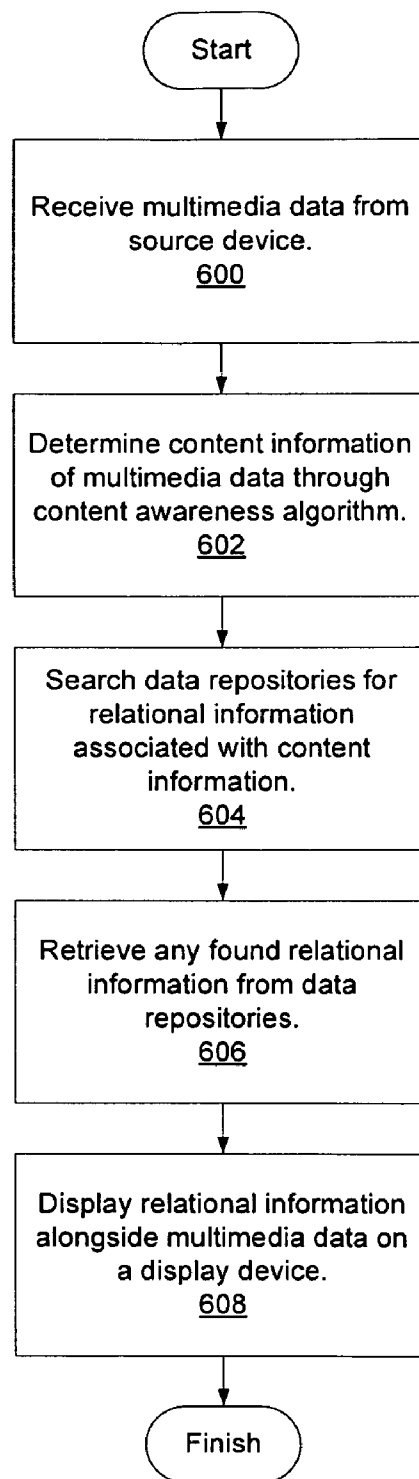 Start
Receive multimedia data from
source device.
600
Determine content information
of multimedia data through
content awareness algorithm.
602
Search data repositories for
relational information
associated with content
information.
604
Retrieve any found relational
information from data
repositories.
606
Display relational information
alongside multimedia data on
a display device.
608
Finish